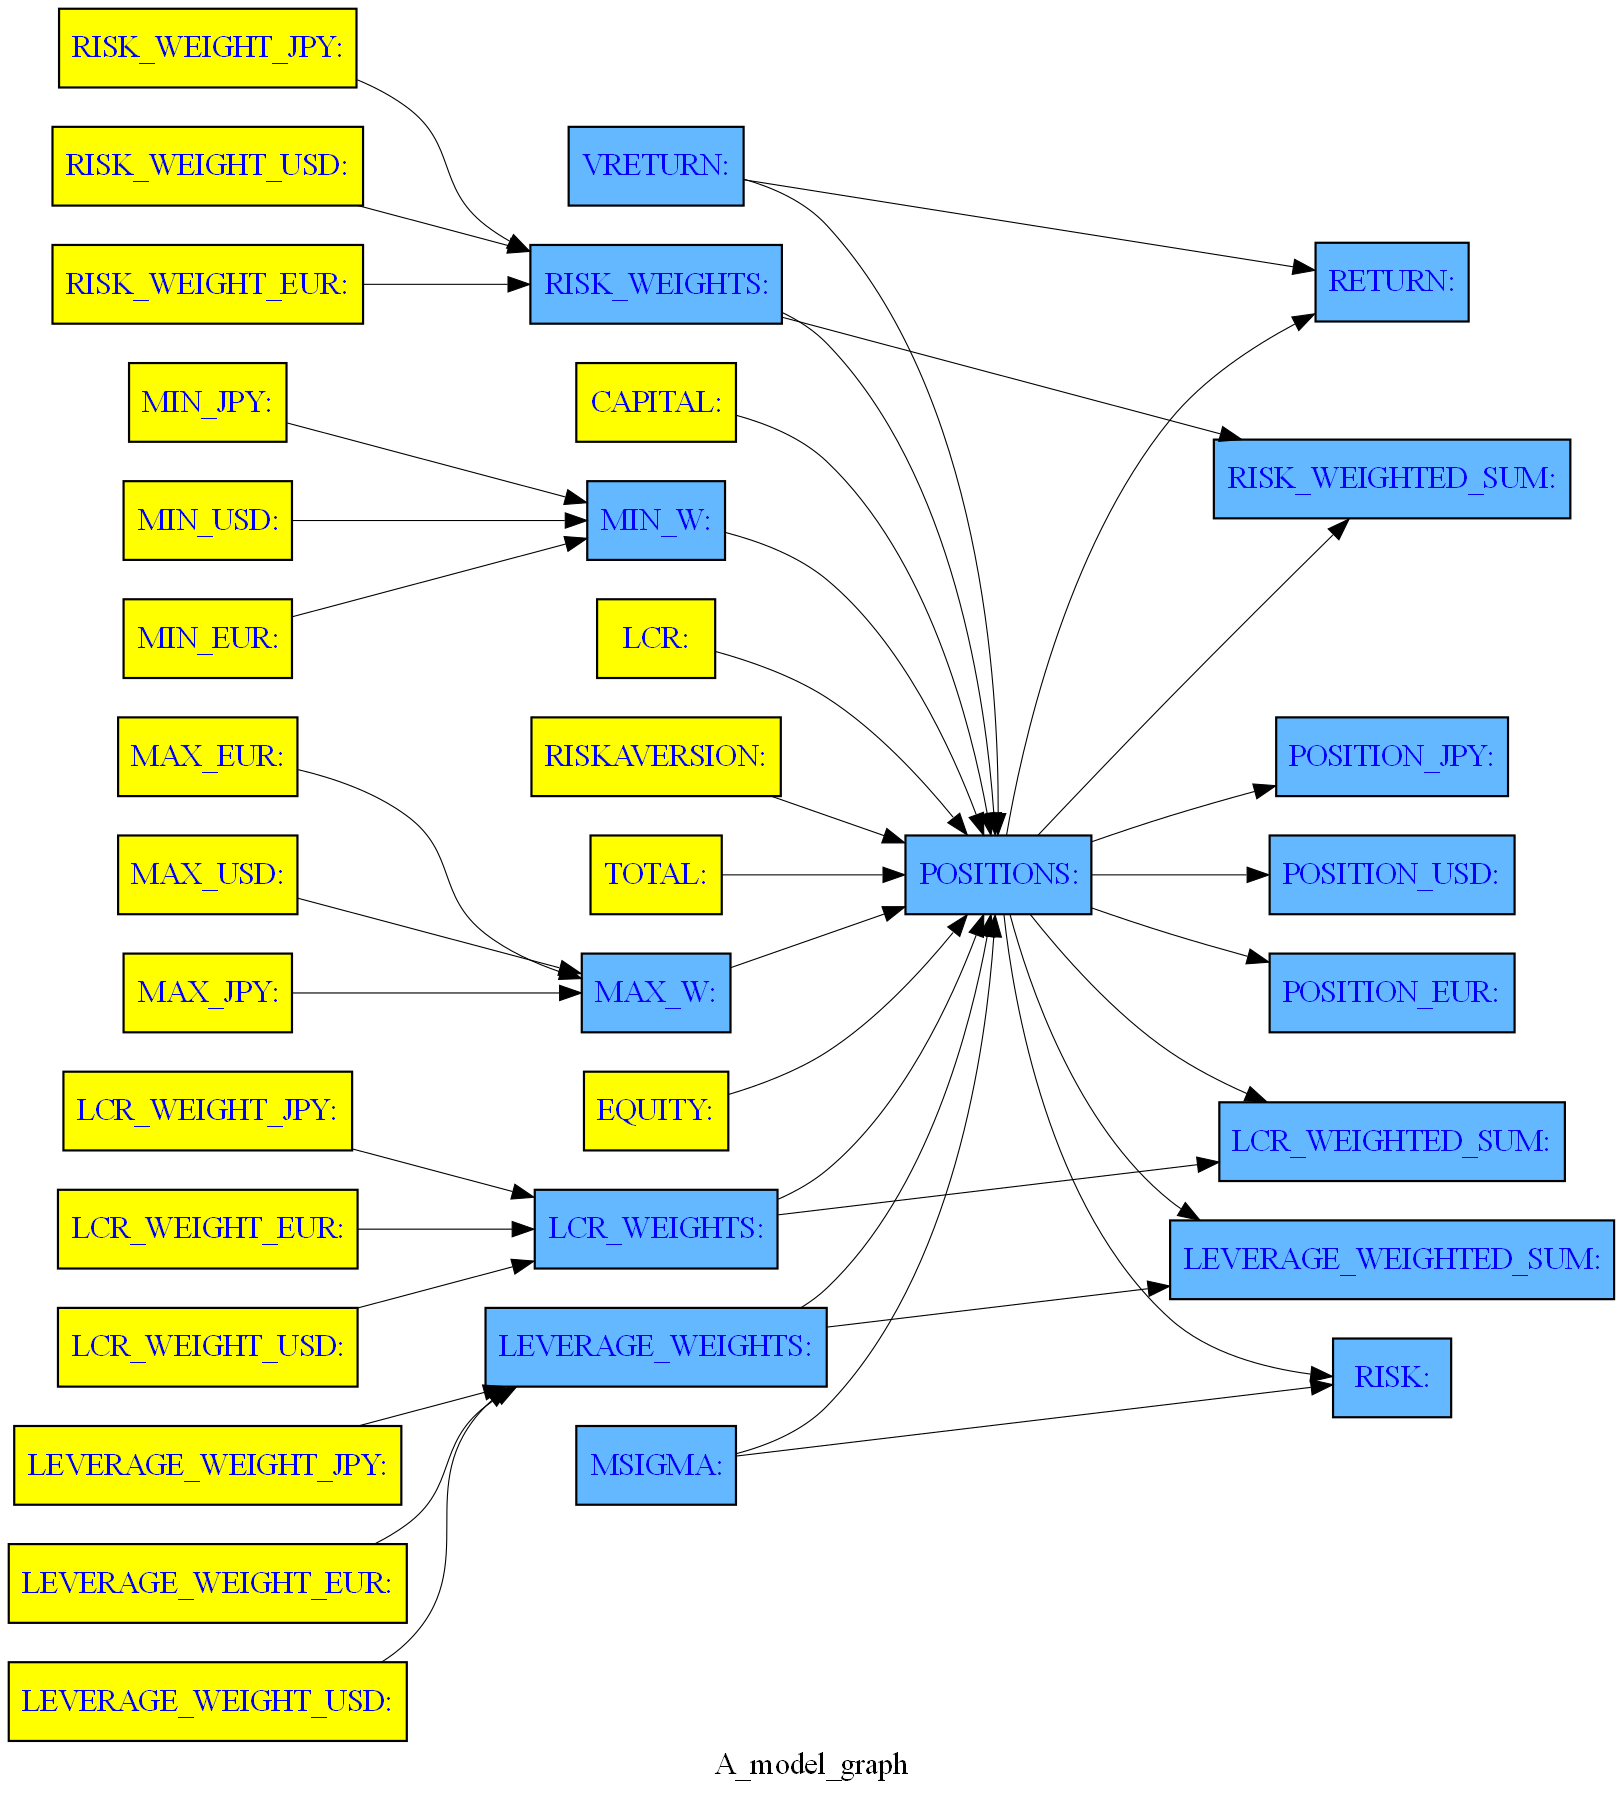 RISK_WEIGHT_JPY:
RISK_WEIGHT_USD:
RISK_WEIGHT_EUR:
MIN_JPY:
MIN_USD:
MIN_EUR:
MAX_EUR:
MAX_USD:
MAX_JPY:
LCR_WEIGHT_JPY:
LCR_WEIGHT_EUR:
LCR_WEIGHT_USD:
LEVERAGE_WEIGHT_JPY:
LEVERAGE_WEIGHT_EUR:
LEVERAGE_WEIGHT_USD:
VRETURN:
RISK_WEIGHTS:
CAPITAL:
MIN_W:
LCR:
RISKAVERSION:
TOTAL:
MAX_W:
EQUITY:
LCR_WEIGHTS:
LEVERAGE_WEIGHTS:
MSIGMA:
POSITIONS:
RETURN:
RISK_WEIGHTED_SUM:
POSITION_JPY:
POSITION_USD:
POSITION_EUR:
LCR_WEIGHTED_SUM:
LEVERAGE_WEIGHTED_SUM:
RISK:
A_model_graph